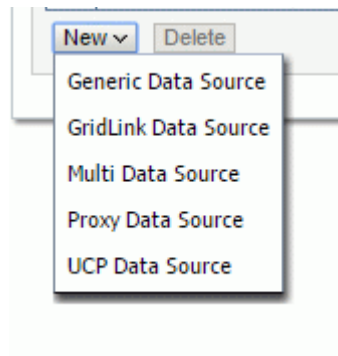 New Delete
Generic Data Source
GridLink Data Source
Multi Data Source
Proxy Data Source
UCP Data Source